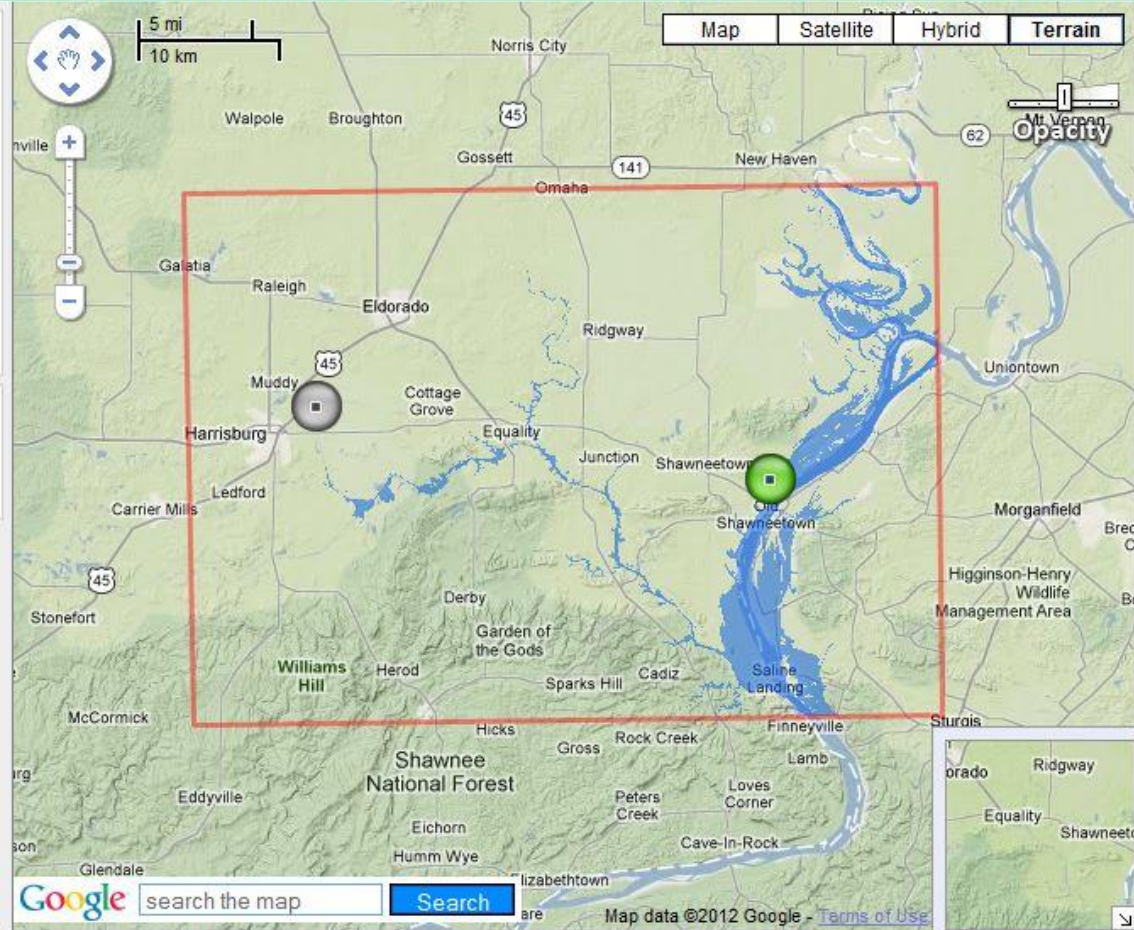 5 mi
10 km
Map
Satellite
Hybrid
Terrain
Norris City
45
Walpole
Broughton
62
Mt Vernon
Opacity
nville
Gossett
141
New Haven
Omaha
Galatia
Raleigh
Eldorado
Ridgway
45
Uniontown
Muddy
Cottage
Grove
Harrisburg
Equality
Junction
Shawneetown
Ledford
Carrier Mills
Old
Shawneetown
Morganfield
45
Higginson-Henry
Wildlife
Management Area
Stonefort
Derby
Garden of
the Gods
Williams
Hill
Herod
Sparks Hill
Cadiz
Saline
Landing
McCormick
Hicks
Finneyville
Sturgis
Rock Creek
Gross
Lamb
Shawnee
National Forest
Eddyville
Peters
Creek
Loves
Corner
Eichorn
Humm Wye
Cave-In-Rock
Glendale
Elizabethtown
orado
Ridgway
Equality
Shawneeto
Google
search the map
Search
Map data ©2012 Google - Terms of Use